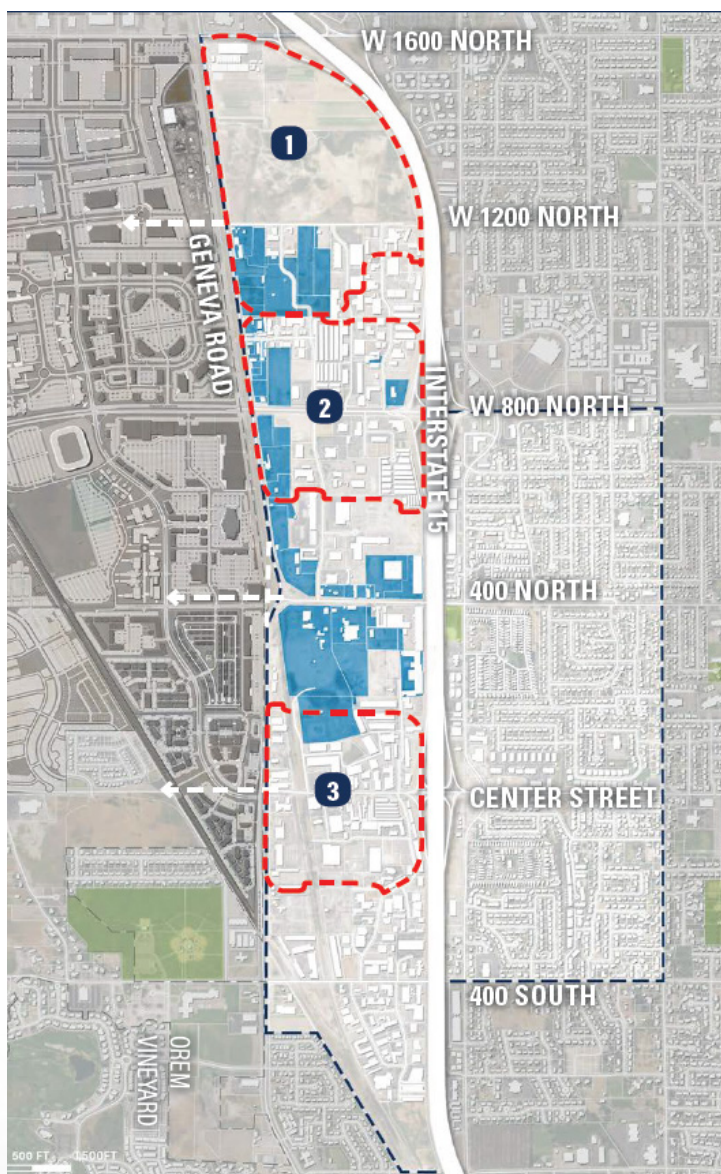 W 1600 NORTH
1
W 1200 NORTH
GENEVA ROAD
2
INTERSTATE 15
W 800 NORTH
400 NORTH
3
CENTER STREET
400 SOUTH
OREM
VINEYARD
500 FT 1,500FT